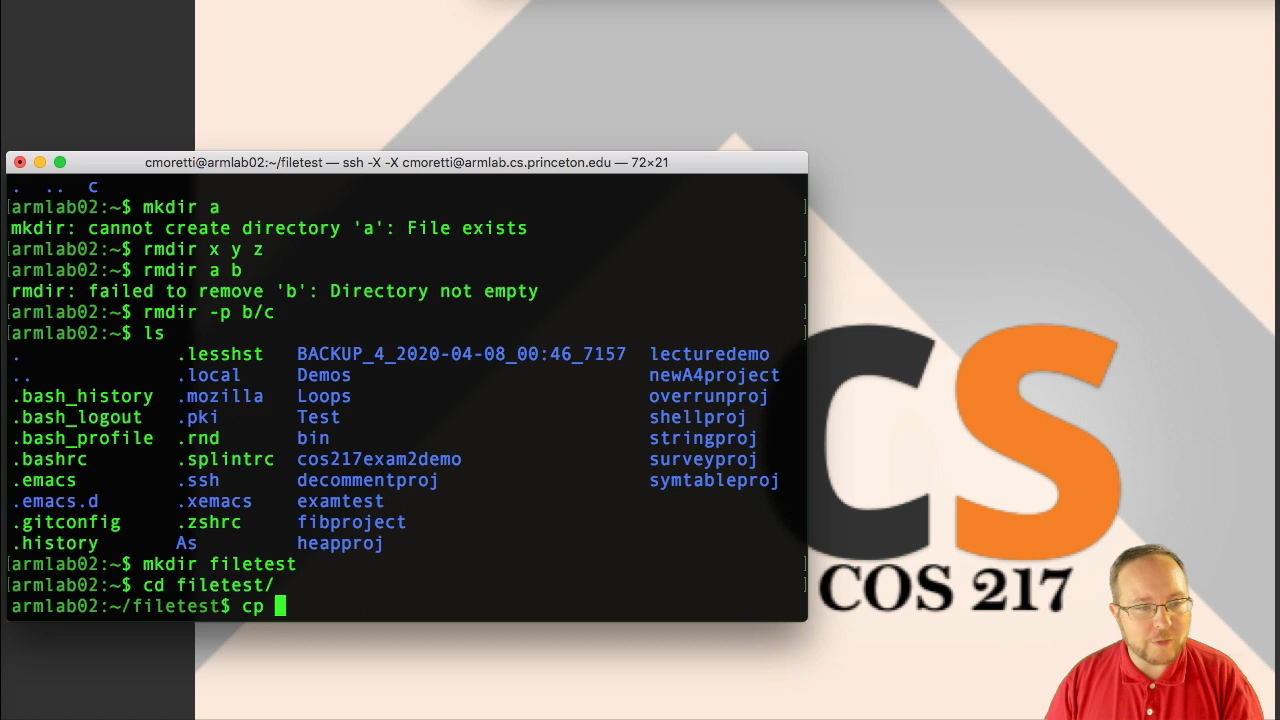 cmoretti@armlab02:~/filetest — ssh -X -X cmoretti@armlab.cs.princeton.edu — 72×21
. .. c
[armlab02:~$ mkdir a ]
mkdir: cannot create directory 'a': File exists
[armlab02:~$ rmdir x y z ]
[armlab02:~$ rmdir a b ]
rmdir: failed to remove 'b': Directory not empty
[armlab02:~$ rmdir -p b/c ]
[armlab02:~$ ls ]
. .lesshst BACKUP_4_2020-04-08_00:46_7157 lecturedemo
.. .local Demos newA4project
.bash_history .mozilla Loops overrunproj
.bash_logout .pki Test shellproj
.bash_profile .rnd bin stringproj
.bashrc .splintrc cos217exam2demo surveyproj
.emacs .ssh decommentproj symtableproj
.emacs.d .xemacs examtest
.gitconfig .zshrc fibproject
.history As heapproj
[armlab02:~$ mkdir filetest ]
[armlab02:~$ cd filetest/ ]
armlab02:~/filetest$ cp
CS
COS 217